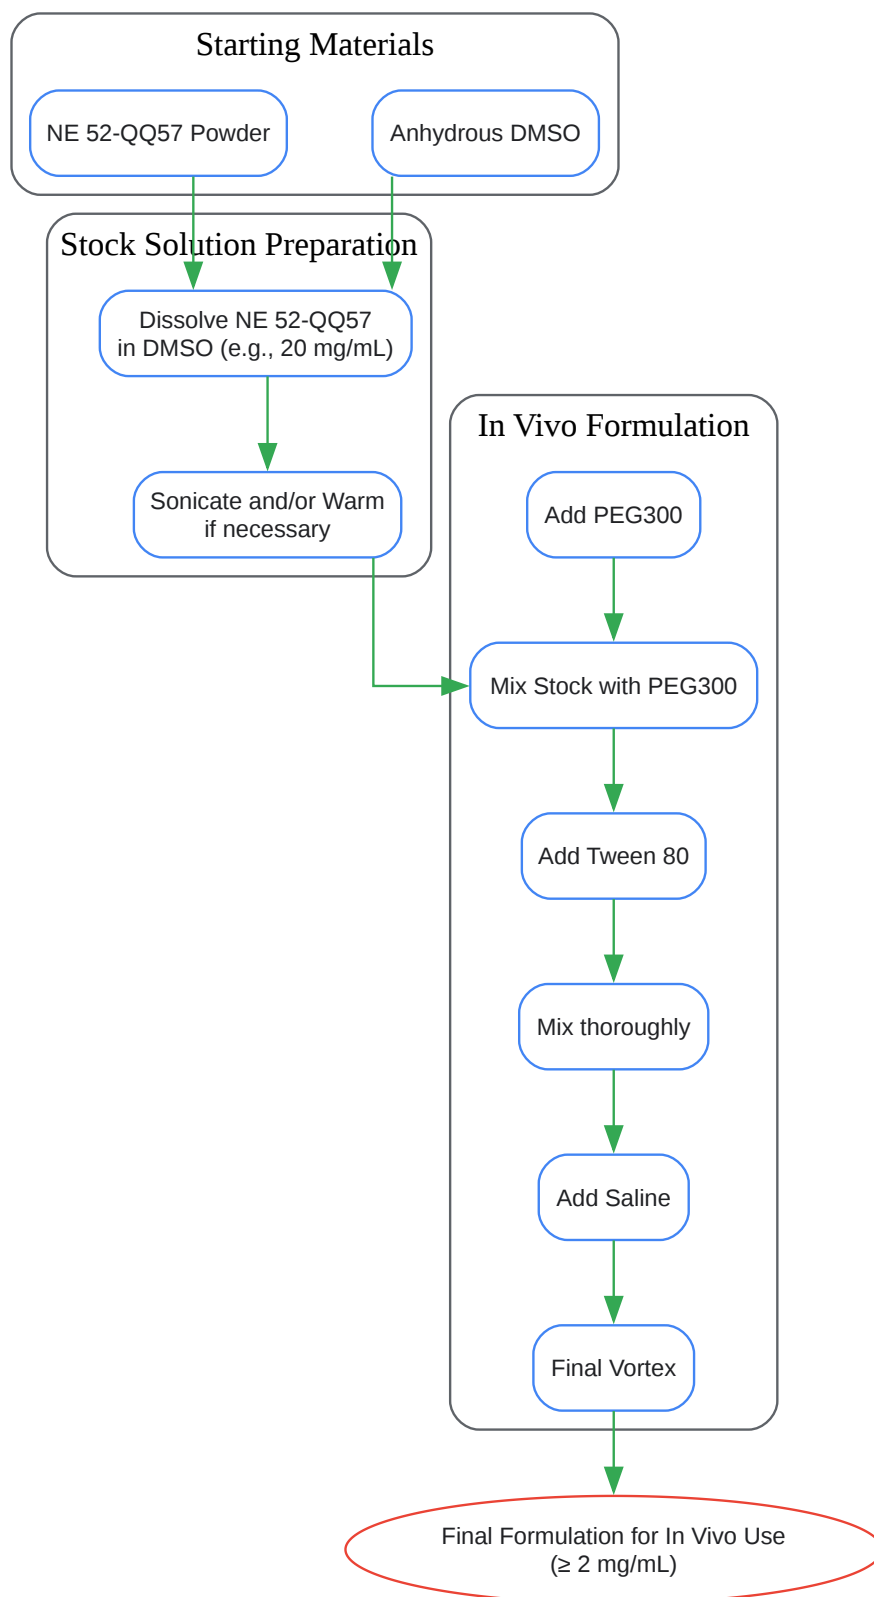 Starting Materials
NE 52-QQ57 Powder
Anhydrous DMSO
Stock Solution Preparation
Dissolve NE 52-QQ57
in DMSO (e.g., 20 mg/mL)
Sonicate and/or Warm
if necessary
In Vivo Formulation
Add PEG300
Mix Stock with PEG300
Add Tween 80
Mix thoroughly
Add Saline
Final Vortex
Final Formulation for In Vivo Use
(≥ 2 mg/mL)